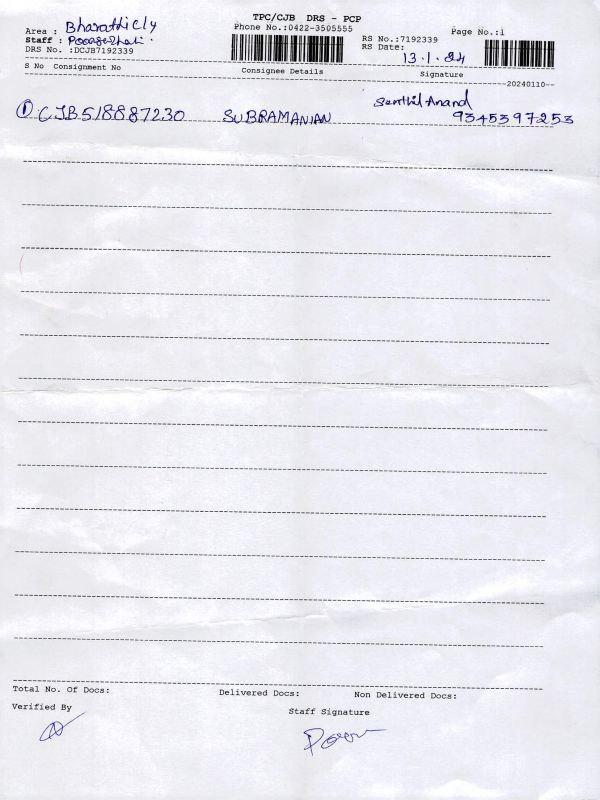 TPC/CJB DRS - PCP
Area : Bharathi Cly
Phone No.:0422-3505555
Page No.:1
Staff :
RS No.:7192339
DRS No. :DCJB7192339
RS Date: 13.1.24
S No Consignment No
Consignee Details
Signature
--20240110--
① CJB518887230 SUBRAMANIAN Senthil Anand
9345397253
Total No. Of Docs:
Delivered Docs:
Non Delivered Docs:
Verified By
Staff Signature